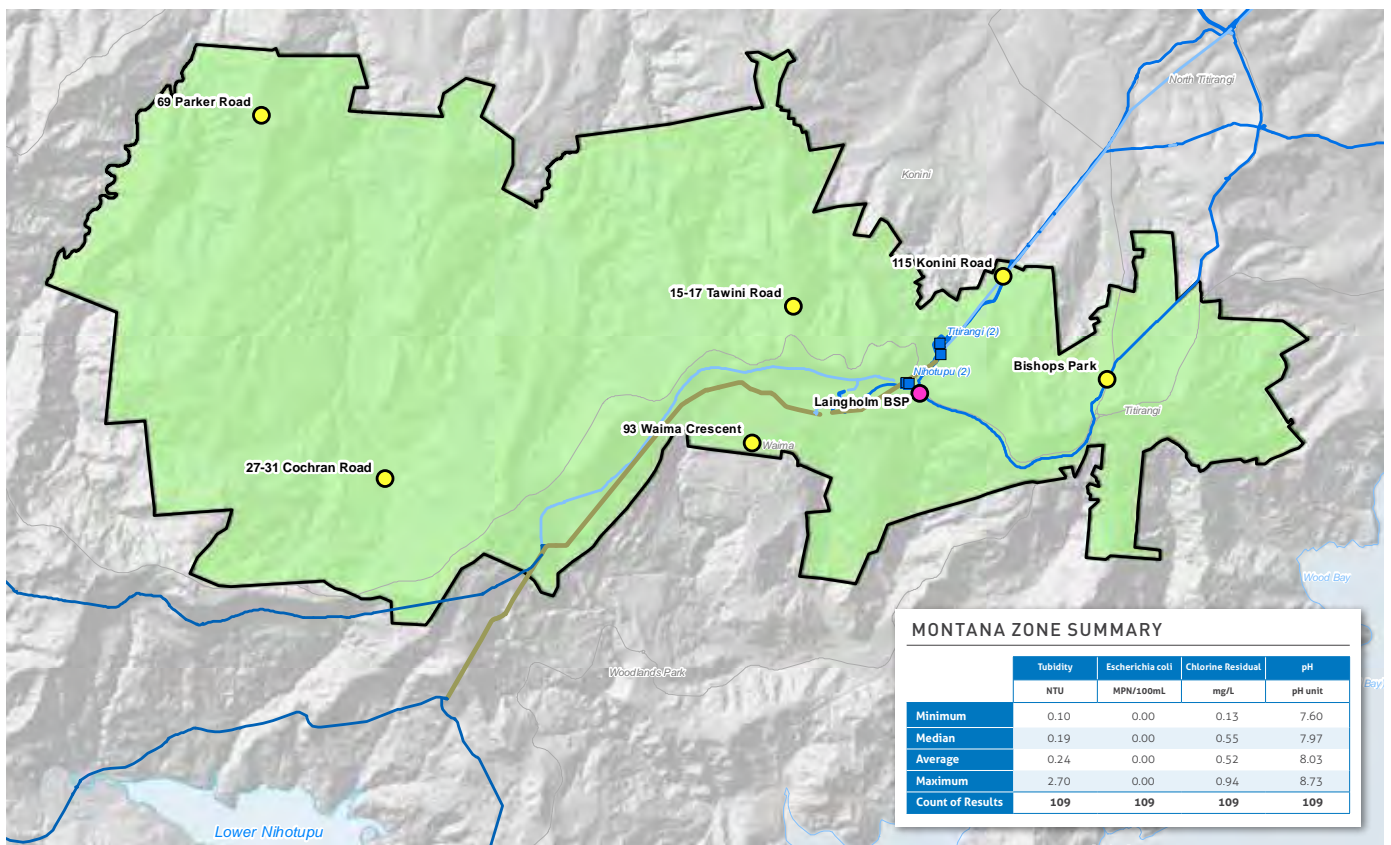 North Titirangi
69 Parker Road
Konini
115 Konini Road
15-17 Tawini Road
Titirangi (2)
Bishops Park
Nihotupu (2)
Laingholm BSP
Titirangi
93 Waima Crescent
Waima
27-31 Cochran Road
Wood Bay
Woodlands Park
Bay
Lower Nihotupu
MONTANA ZONE SUMMARY
Tubidity Escherichia coli Chlorine Residual pH
NTU MPN/100mL mg/L pH unit
Minimum 0.10 0.00 0.13 7.60
Median 0.19 0.00 0.55 7.97
Average 0.24 0.00 0.52 8.03
Maximum 2.70 0.00 0.94 8.73
Count of Results 109 109 109 109